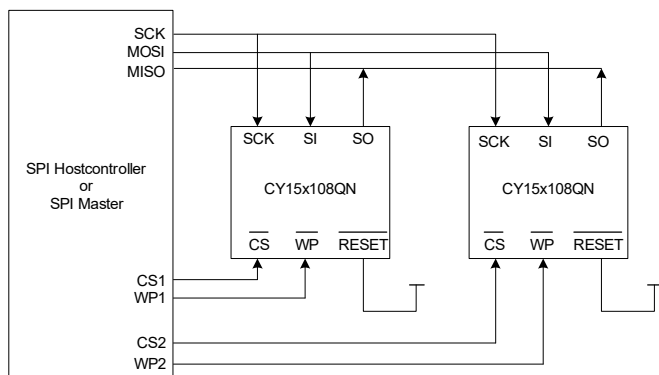 SCK
MOSI
MISO
SPI Hostcontroller
or
SPI Master
CS1
WP1
CS2
WP2
SCK SI SO
CY15x108QN
CS WP RESET
SCK SI SO
CY15x108QN
CS WP RESET